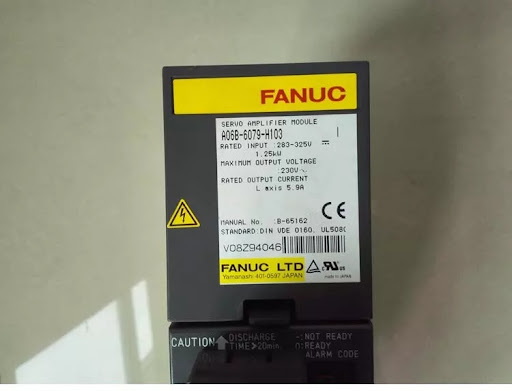 FANUC
SERVO AMPLIFIER MODULE
A06B-6079-H103 I
RATED INPUT :283-325V
1.25kW
MAXIMUM OUTPUT VOLTAGE
:230V~
RATED OUTPUT CURRENT
L axis 5.9A
MANUAL No. :B-65162
STANDARD DIN VDE 0160, UL508C
V08Z94046
FANUC LTD
Yamanashi 401-0597 JAPAN
MADE IN JAPAN
CAUTION DISCHARGE
TIME>20min.
-:NOT READY
0:READY
ALARM CODE